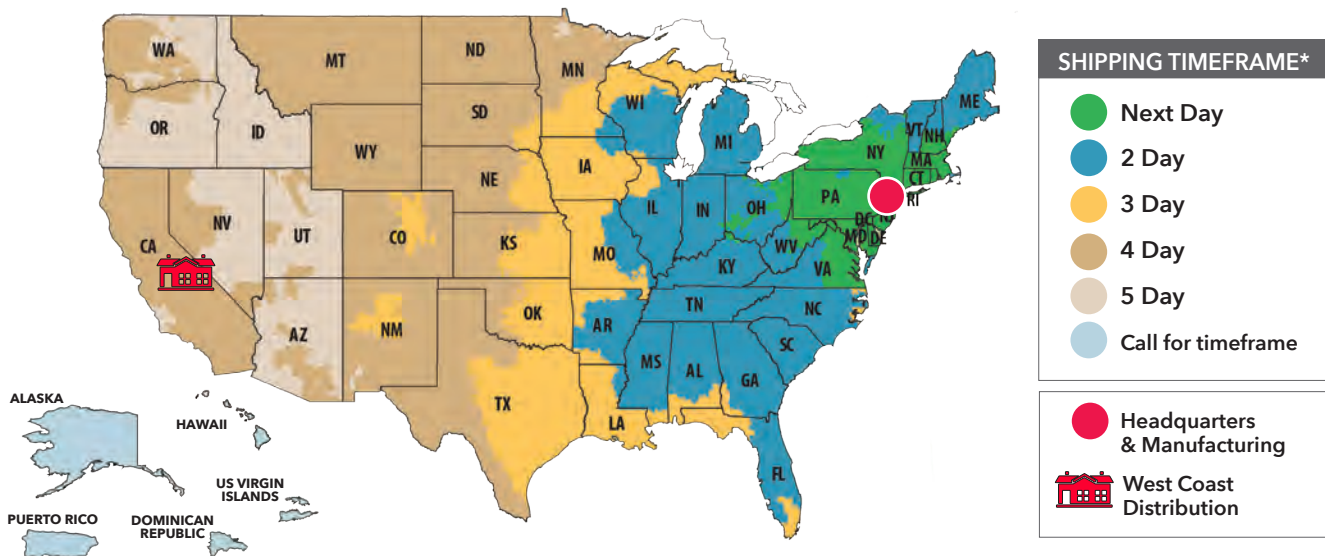 WA
MT
ND
MN
OR
ID
SD
WI
MI
ME
VT
NH
NY
MA
CT
RI
WY
IA
NE
PA
NV
UT
CO
IL
IN
OH
DC
MD
DE
CA
KS
MO
WV
VA
KY
AZ
NM
OK
AR
TN
NC
SC
MS
AL
GA
TX
LA
FL
ALASKA
HAWAII
US VIRGIN
ISLANDS
PUERTO RICO
DOMINICAN
REPUBLIC
SHIPPING TIMEFRAME*
Next Day
2 Day
3 Day
4 Day
5 Day
Call for timeframe
Headquarters
& Manufacturing
West Coast
Distribution